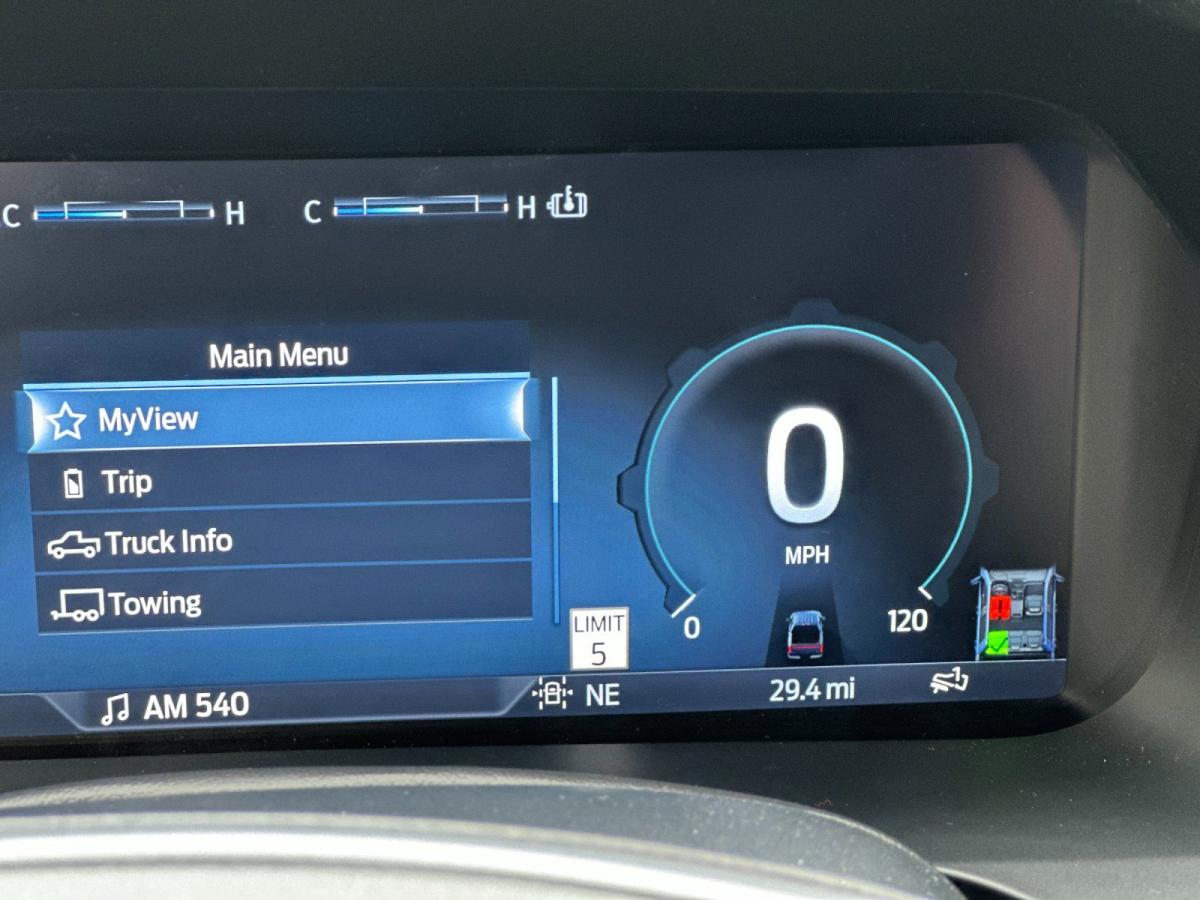 C H C H
Main Menu
MyView
Trip
Truck Info
Towing
0
MPH
0 120
LIMIT
5
AM 540 NE 29.4 mi 1